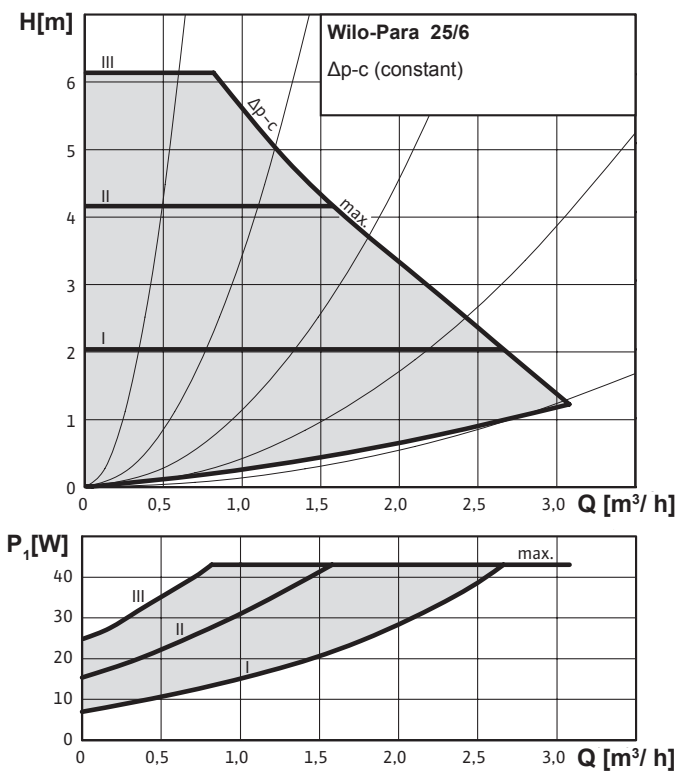 H[m]
Wilo-Para 25/6
Δp-c (constant)
III
6
Δp-c
5
II
max.
4
3
I
2
1
0
0 0,5 1,0 1,5 2,0 2,5 3,0 Q [m³/ h]
P₁[W]
max.
40
III
30
II
20
I
10
0
0 0,5 1,0 1,5 2,0 2,5 3,0 Q [m³/ h]